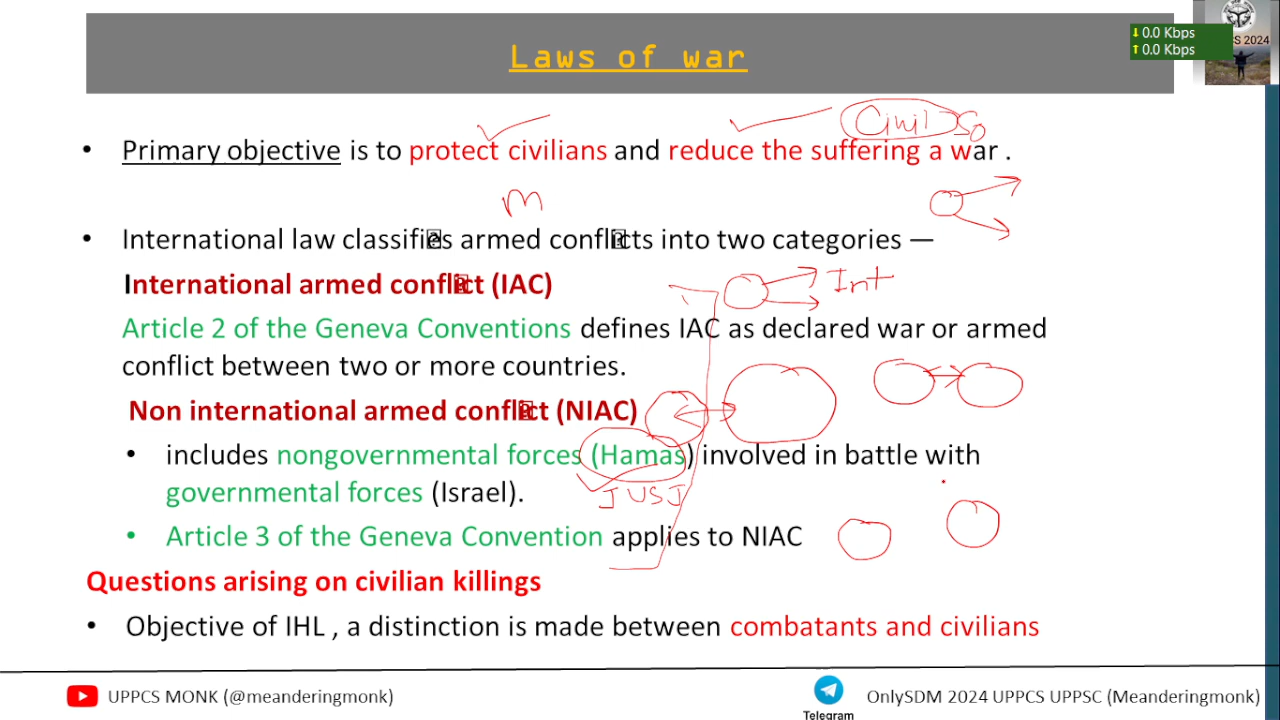 Laws of war
0.0 Kbps
0.0 Kbps
CS 2024
Civil So
• Primary objective is to protect civilians and reduce the suffering a war .
m
• International law classifies armed conflicts into two categories —
International armed conflict (IAC)
Int
Article 2 of the Geneva Conventions defines IAC as declared war or armed
conflict between two or more countries.
Non international armed conflict (NIAC)
• includes nongovernmental forces (Hamas) involved in battle with
governmental forces (Israel).
• Article 3 of the Geneva Convention applies to NIAC
Questions arising on civilian killings
• Objective of IHL , a distinction is made between combatants and civilians
UPPCS MONK (@meanderingmonk)
Telegram
OnlySDM 2024 UPPCS UPPSC (Meanderingmonk)